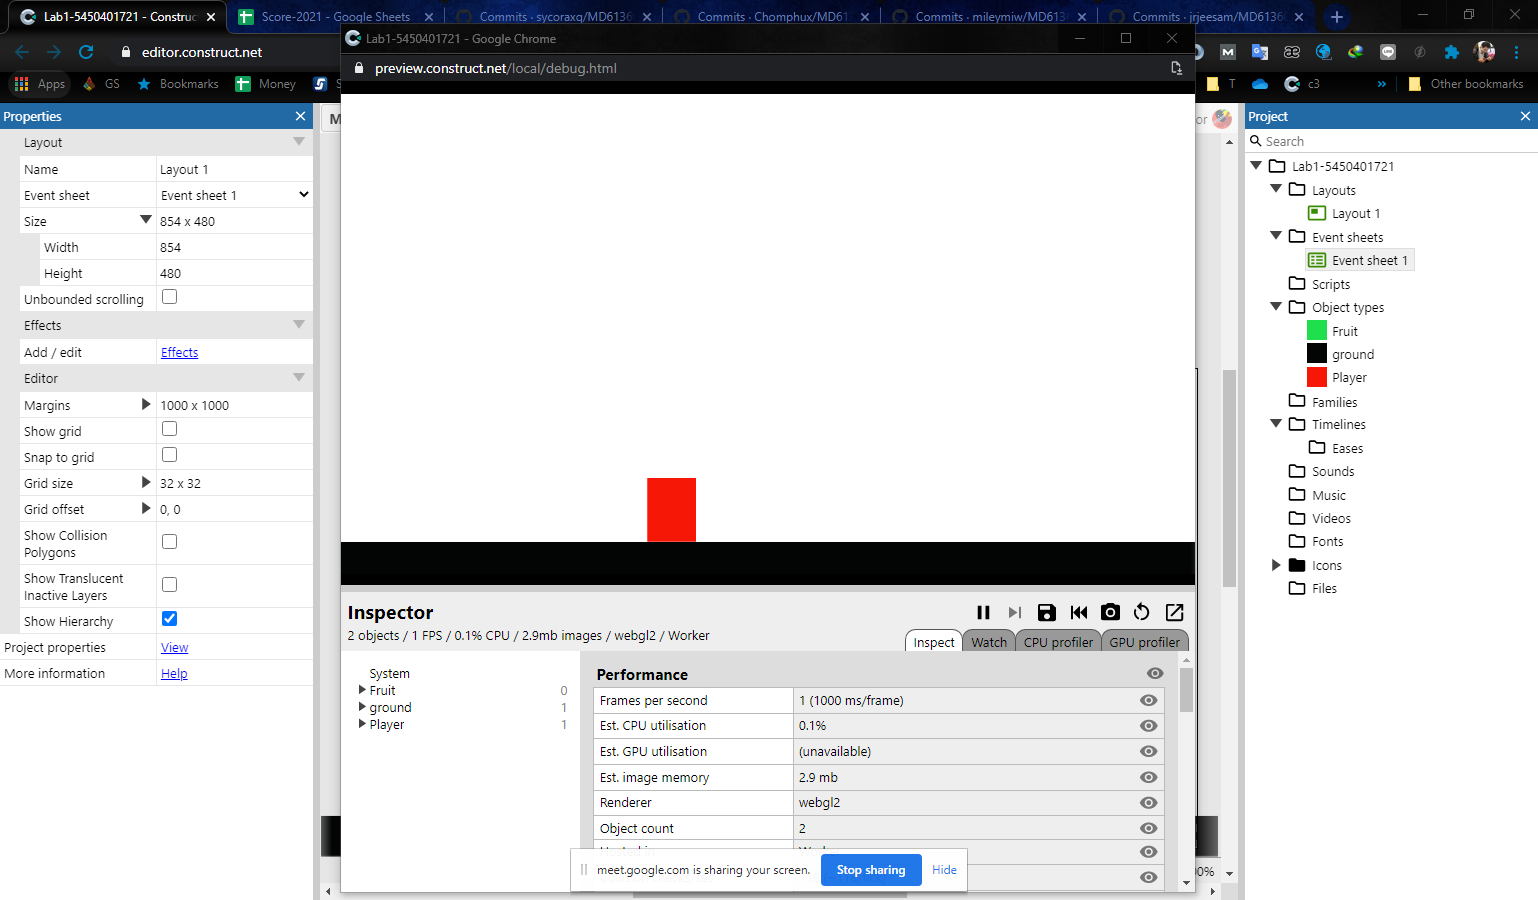 Lab1-5450401721 - Construc
Score-2021 - Google Sheets
Commits · sycoraxq/MD6136
Commits · Chomphux/MD61
Commits · mileymiw/MD613
Commits · jrjeesam/MD6136
Lab1-5450401721 - Google Chrome
editor.construct.net
preview.construct.net/local/debug.html
Apps
GS
Bookmarks
Money
T
c3
»
Other bookmarks
Properties
Layout
Name
Layout 1
Event sheet
Event sheet 1
Size
854 x 480
Width
854
Height
480
Unbounded scrolling
Effects
Add / edit
Effects
Editor
Margins
1000 x 1000
Show grid
Snap to grid
Grid size
32 x 32
Grid offset
0, 0
Show Collision
Polygons
Show Translucent
Inactive Layers
Show Hierarchy
Project properties
View
More information
Help
M
or
Inspector
2 objects / 1 FPS / 0.1% CPU / 2.9mb images / webgl2 / Worker
Inspect
Watch
CPU profiler
GPU profiler
System
Fruit
0
ground
1
Player
1
Performance
Frames per second
1 (1000 ms/frame)
Est. CPU utilisation
0.1%
Est. GPU utilisation
(unavailable)
Est. image memory
2.9 mb
Renderer
webgl2
Object count
2
meet.google.com is sharing your screen.
Stop sharing
Hide
0%
Project
Search
Lab1-5450401721
Layouts
Layout 1
Event sheets
Event sheet 1
Scripts
Object types
Fruit
ground
Player
Families
Timelines
Eases
Sounds
Music
Videos
Fonts
Icons
Files